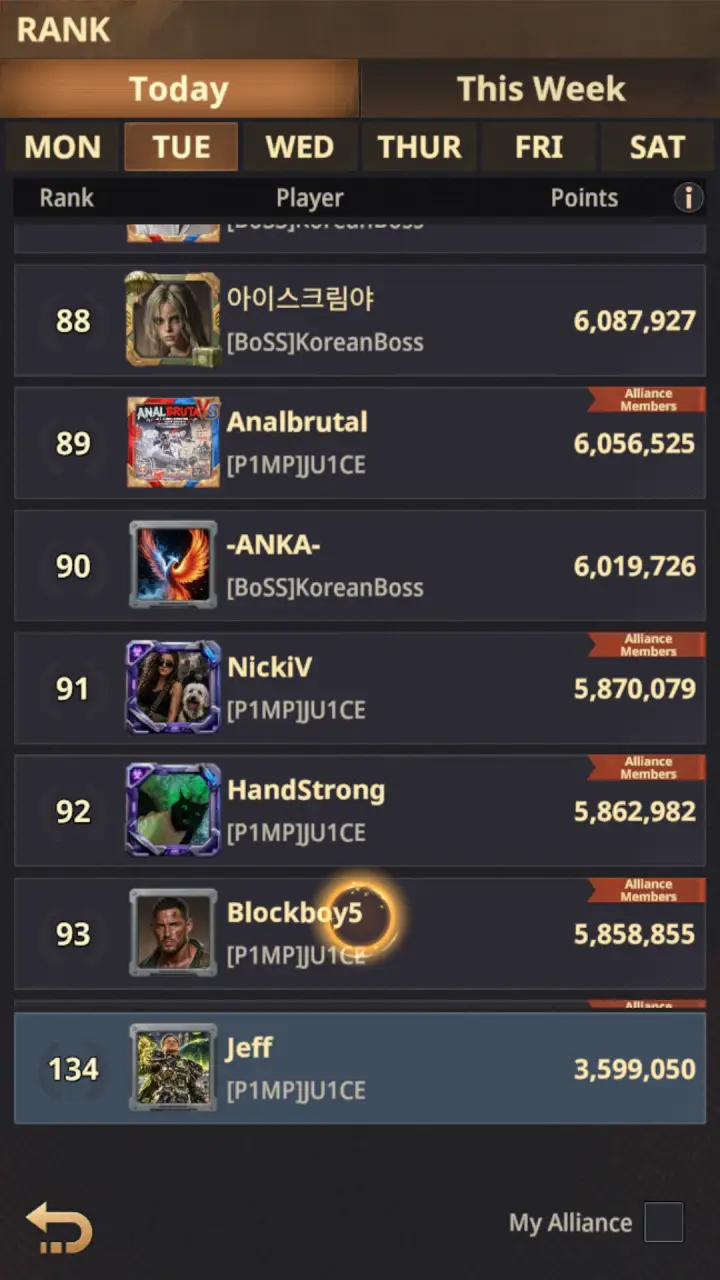 RANK
Today
This Week
MON
TUE
WED
THUR
FRI
SAT
Rank
Player
Points
[BoSS]KoreanBoss
88
아이스크림야
[BoSS]KoreanBoss
6,087,927
Alliance
Members
89
Analbrutal
[P1MP]JU1CE
6,056,525
90
-ANKA-
[BoSS]KoreanBoss
6,019,726
Alliance
Members
91
NickiV
[P1MP]JU1CE
5,870,079
Alliance
Members
92
HandStrong
[P1MP]JU1CE
5,862,982
Alliance
Members
93
Blockboy5
[P1MP]JU1CE
5,858,855
Alliance
134
Jeff
[P1MP]JU1CE
3,599,050
My Alliance